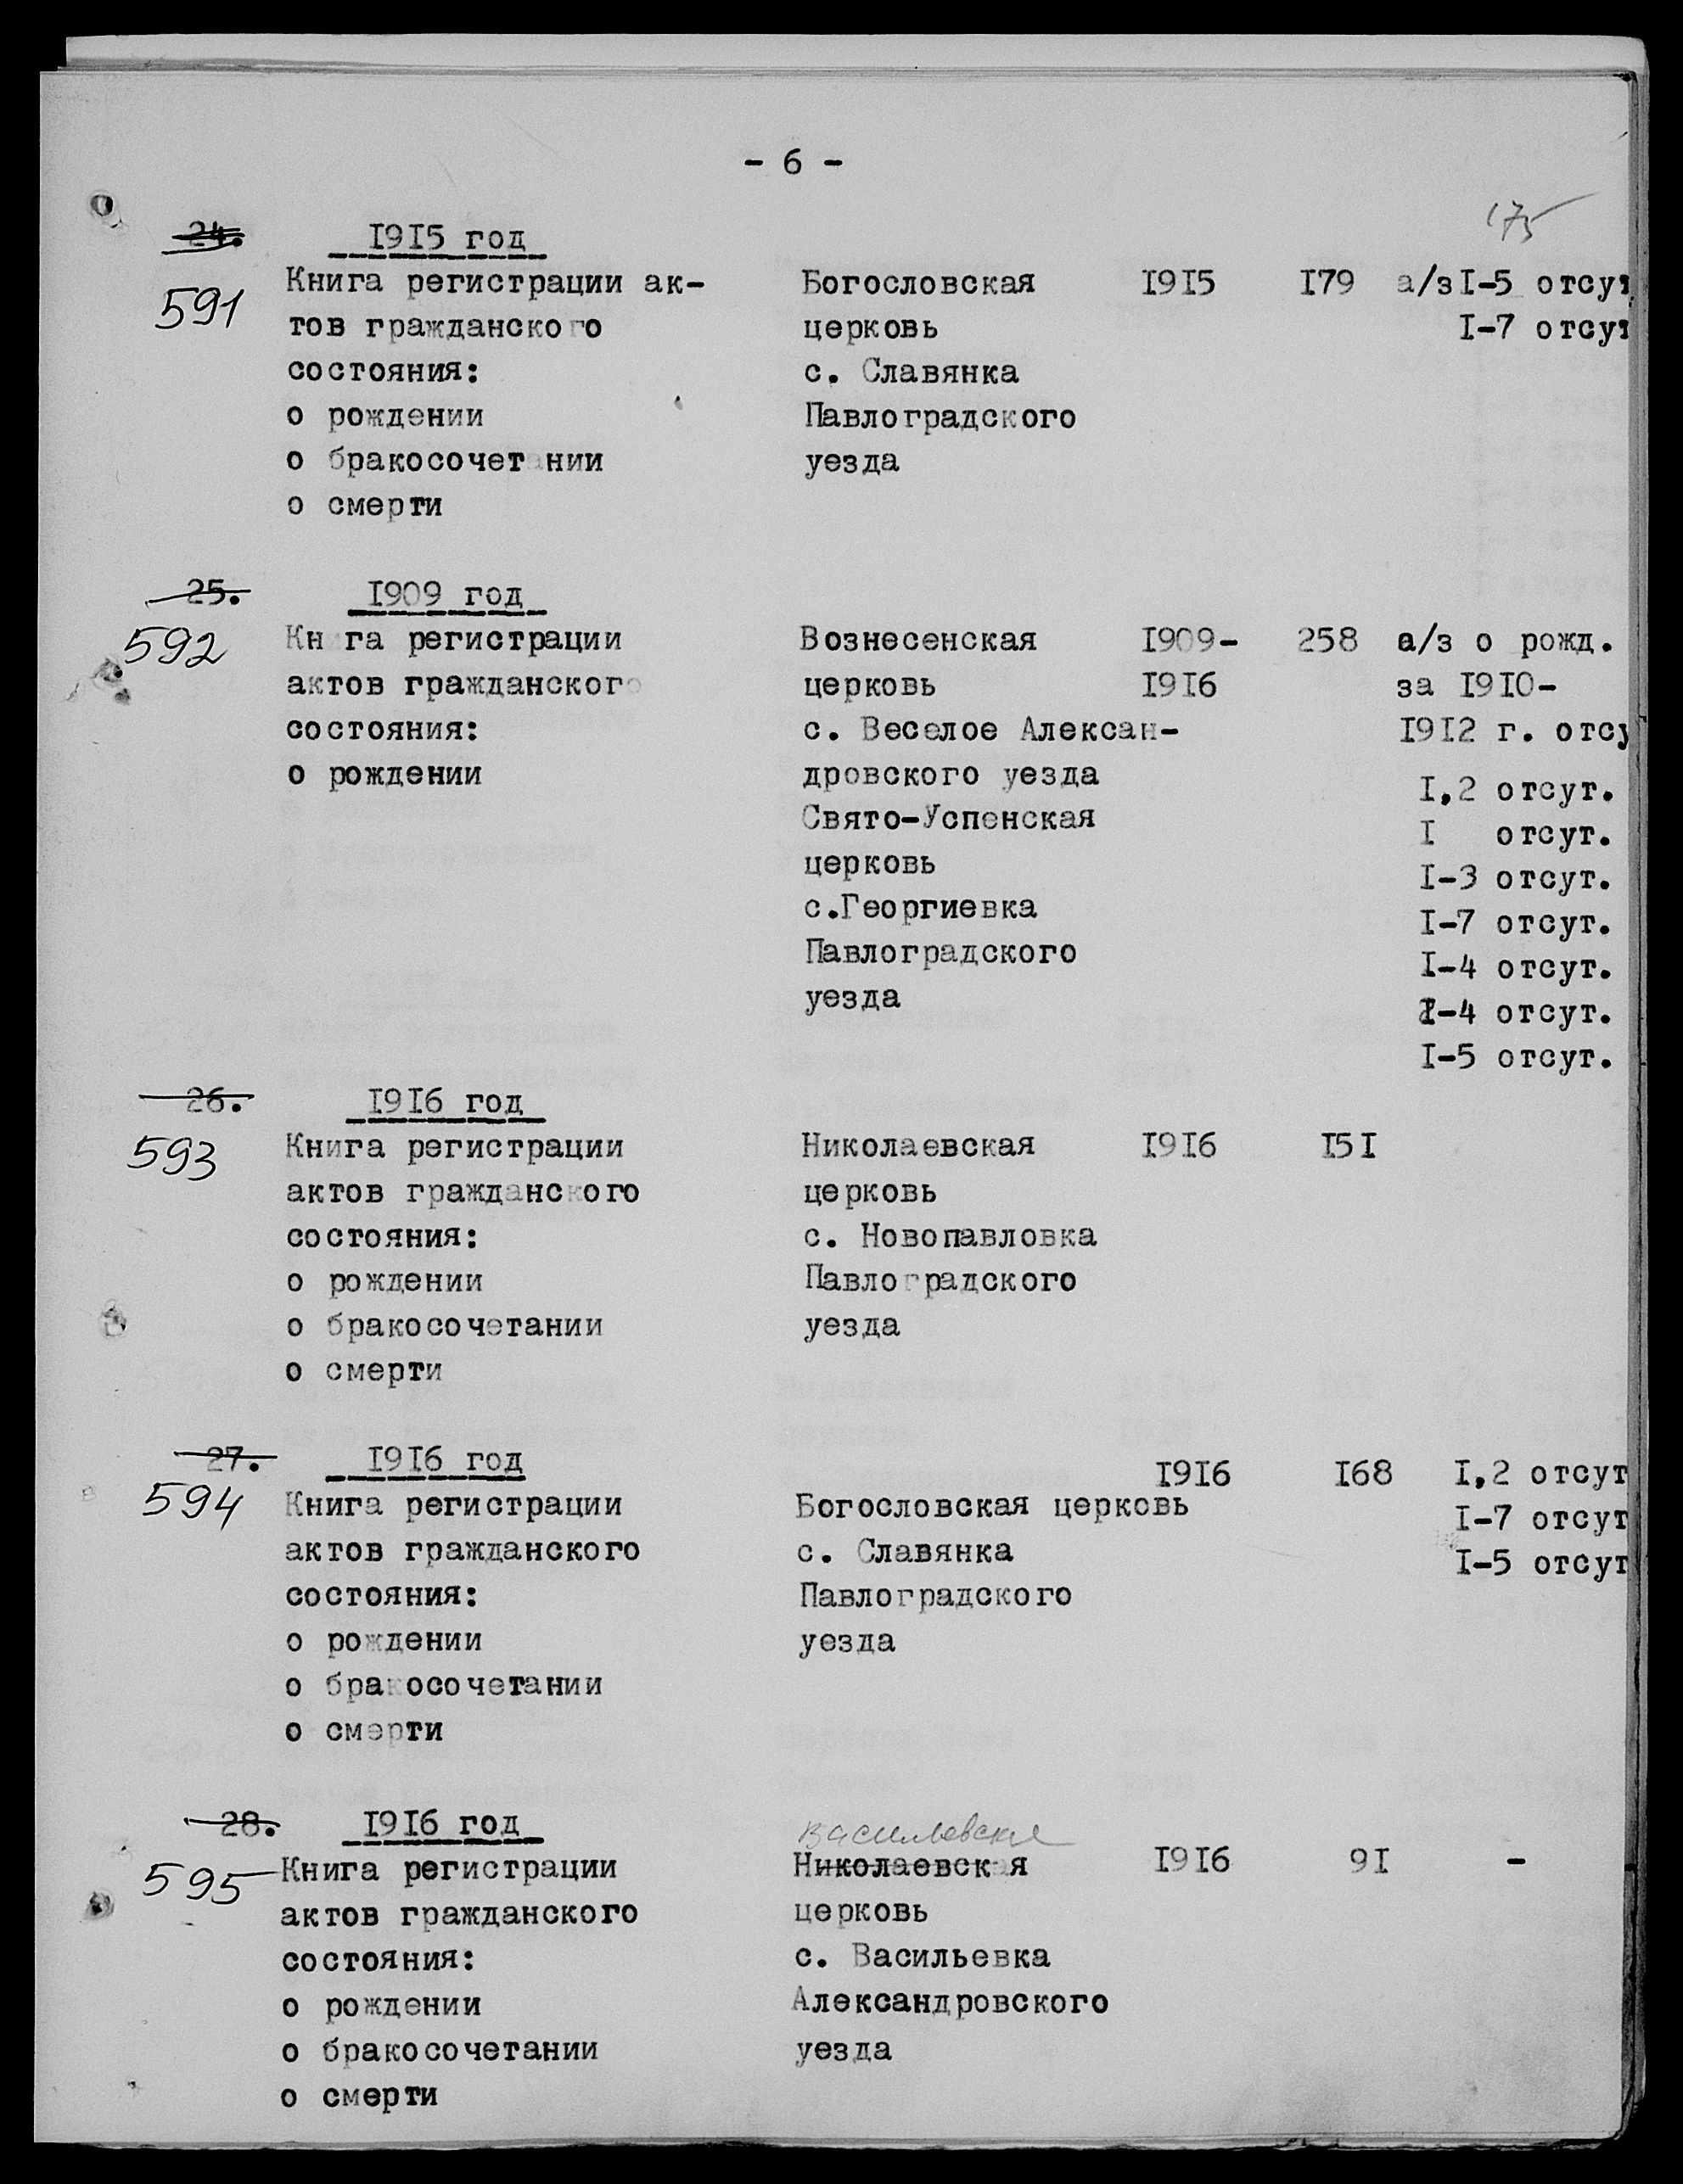 - 6 -
175
24.
1915 год
591
Книга регистрации ак-
тов гражданского
состояния:
о рождении
о бракосочетании
о смерти
Богословская
церковь
с. Славянка
Павлоградского
уезда
1915
179
а/з I-5 отсут
I-7 отсут
25.
1909 год
592
Книга регистрации
актов гражданского
состояния:
о рождении
Вознесенская
церковь
с. Веселое Алексан-
дровского уезда
Свято-Успенская
церковь
с.Георгиевка
Павлоградского
уезда
1909-
1916
258
а/з о рожд.
за 1910-
1912 г. отсу
I,2 отсут.
I отсут.
I-3 отсут.
I-7 отсут.
I-4 отсут.
-4 отсут.
I-5 отсут.
26.
1916 год
593
Книга регистрации
актов гражданского
состояния:
о рождении
о бракосочетании
о смерти
Николаевская
церковь
с. Новопавловка
Павлоградского
уезда
1916
151
27.
1916 год
594
Книга регистрации
актов гражданского
состояния:
о рождении
о бракосочетании
о смерти
Богословская церковь
с. Славянка
Павлоградского
уезда
1916
168
I,2 отсут
I-7 отсут
I-5 отсут
28.
1916 год
595
Книга регистрации
актов гражданского
состояния:
о рождении
о бракосочетании
о смерти
Васильевская
Николаевская
церковь
с. Васильевка
Александровского
уезда
1916
91
-